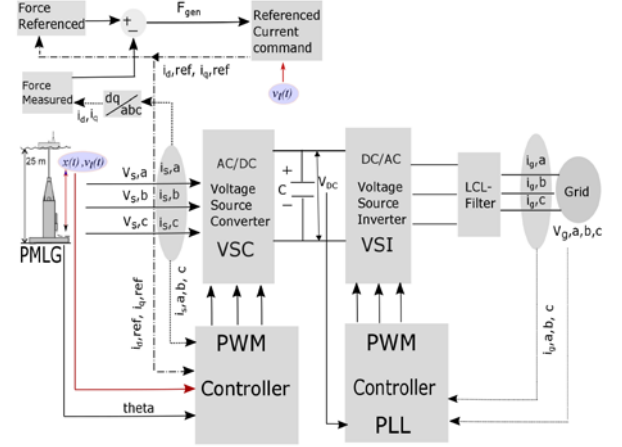 Force
Referenced
+
−
F_gen
Referenced
Current
command
i_d,ref, i_q,ref
v_l(t)
Force
Measured
i_d, i_q
dq/abc
25 m
x(t) ,v_l(t)
PMLG
V_s,a
V_s,b
V_s,c
i_s,a
i_s,b
i_s,c
AC/DC
Voltage
Source
Converter
VSC
+
C
−
V_DC
DC/AC
Voltage
Source
Inverter
VSI
LCL-
Filter
i_g,a
i_g,b
i_g,c
Grid
V_g,a,b,c
i_d,ref, i_q,ref
i_s,a,b, c
i_g,a,b, c
theta
PWM
Controller
PWM
Controller
PLL